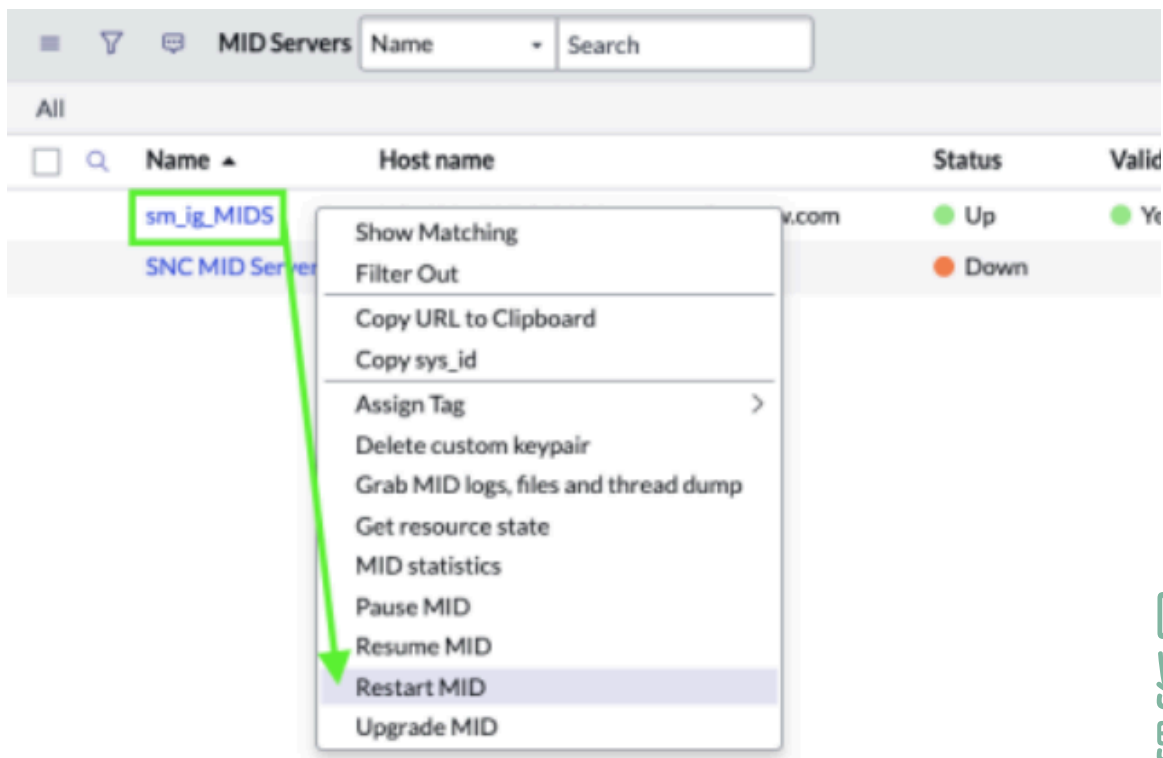 MID Servers Name Search
All
Name Host name Status Valid
sm_ig_MIDS .com Up
SNC MID Server Down
Show Matching
Filter Out
Copy URL to Clipboard
Copy sys_id
Assign Tag
Delete custom keypair
Grab MID logs, files and thread dump
Get resource state
MID statistics
Pause MID
Resume MID
Restart MID
Upgrade MID